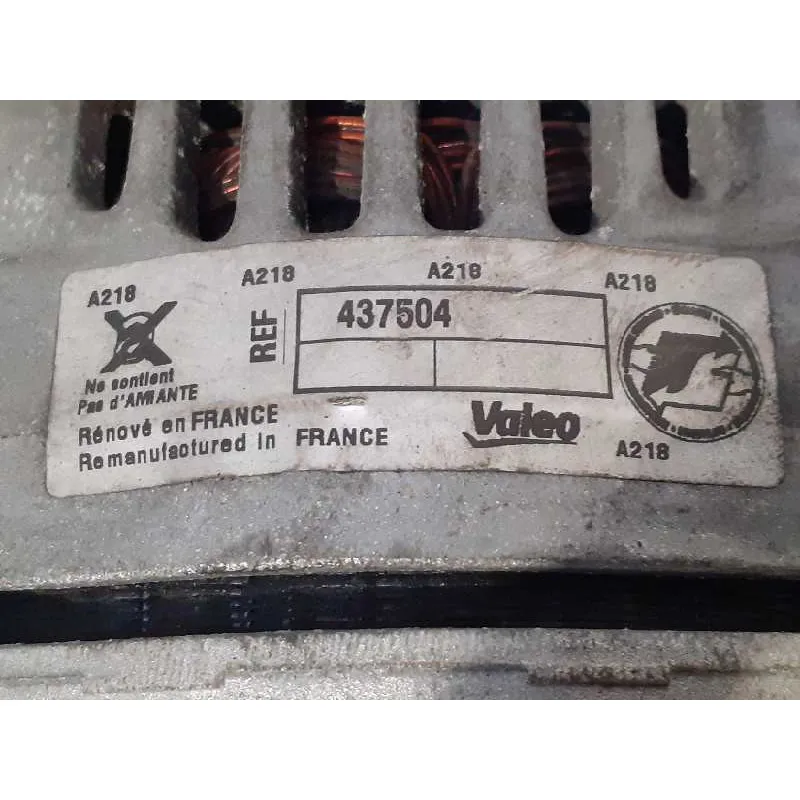 A218 A218 A218 A218
REF 437504
Ne contient
Pas d'AMIANTE
Rénové en FRANCE
Remanufactured in FRANCE
Valeo
A218